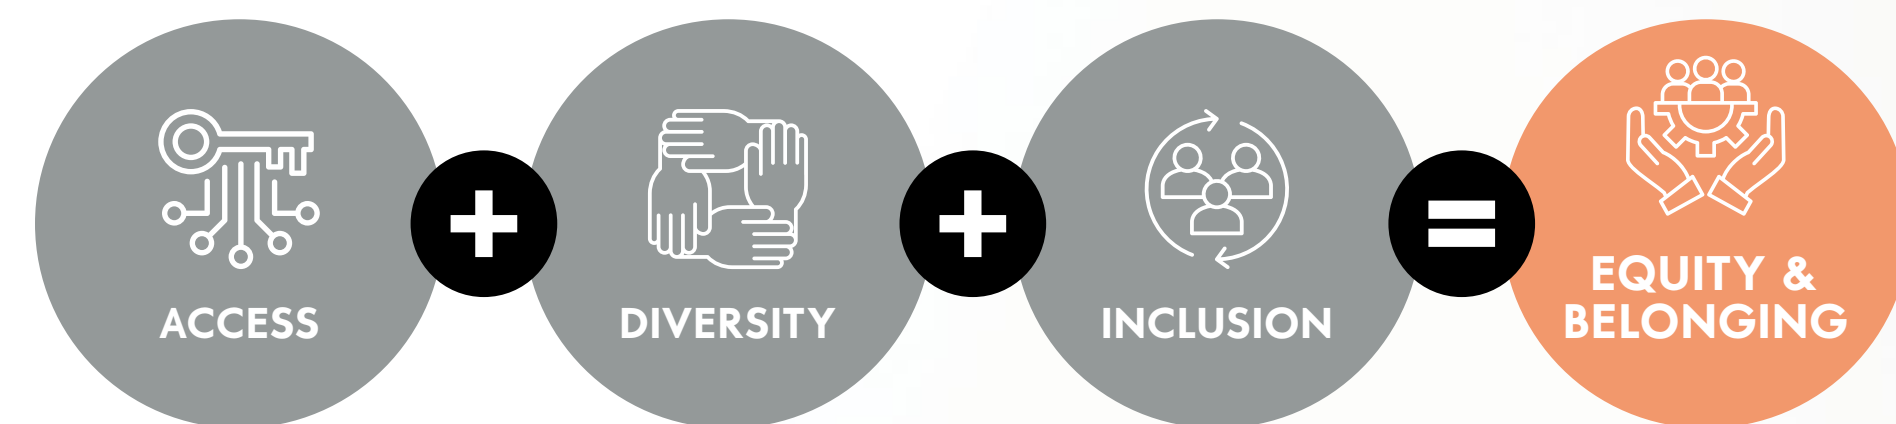 ACCESS
+
DIVERSITY
+
INCLUSION
=
EQUITY &
BELONGING